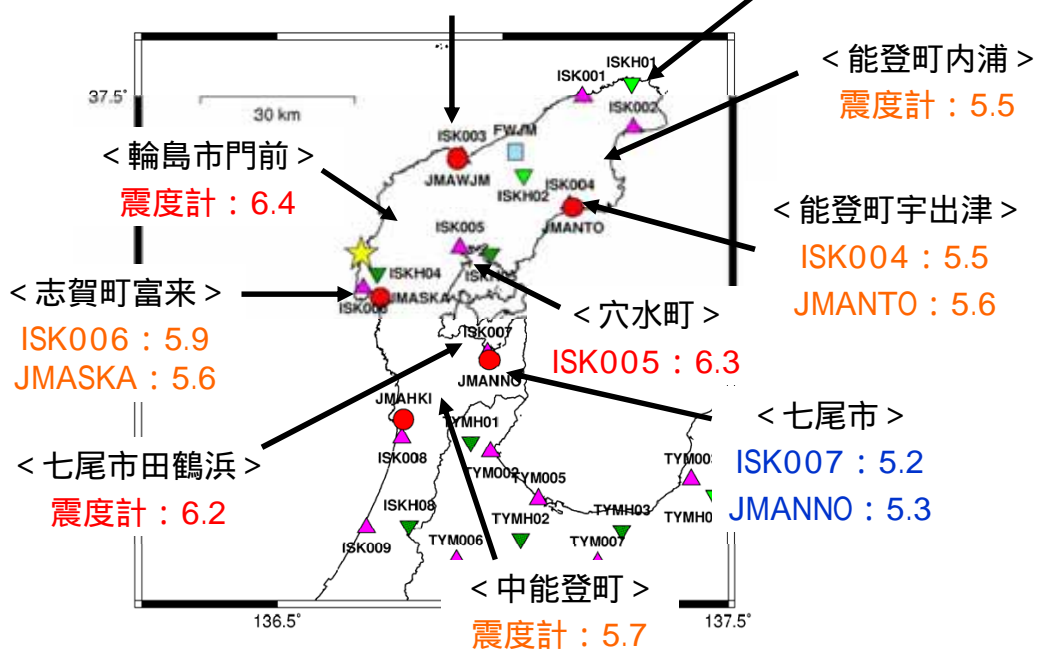 ISKH01
ISK001
<能登町内浦>
震度計：5.5
37.5°
ISK002
30 km
ISK003
<輪島市門前>
震度計：6.4
JMAWJM
ISKH02
ISK004
JMANTO
<能登町宇出津>
ISK004：5.5
JMANTO：5.6
ISK005
ISKH04
<志賀町富来>
ISK006：5.9
JMASKA：5.6
JMASKA
ISK006
<穴水町>
ISK005：6.3
ISK007
JMANNO
JMAHKI
<七尾市>
ISK007：5.2
JMANNO：5.3
TYMH01
ISK008
TYM002
TYM005
<七尾市田鶴浜>
震度計：6.2
ISKH08
TYMH02
TYMH03
ISK009
TYM006
TYM007
<中能登町>
震度計：5.7
136.5°
137.5°